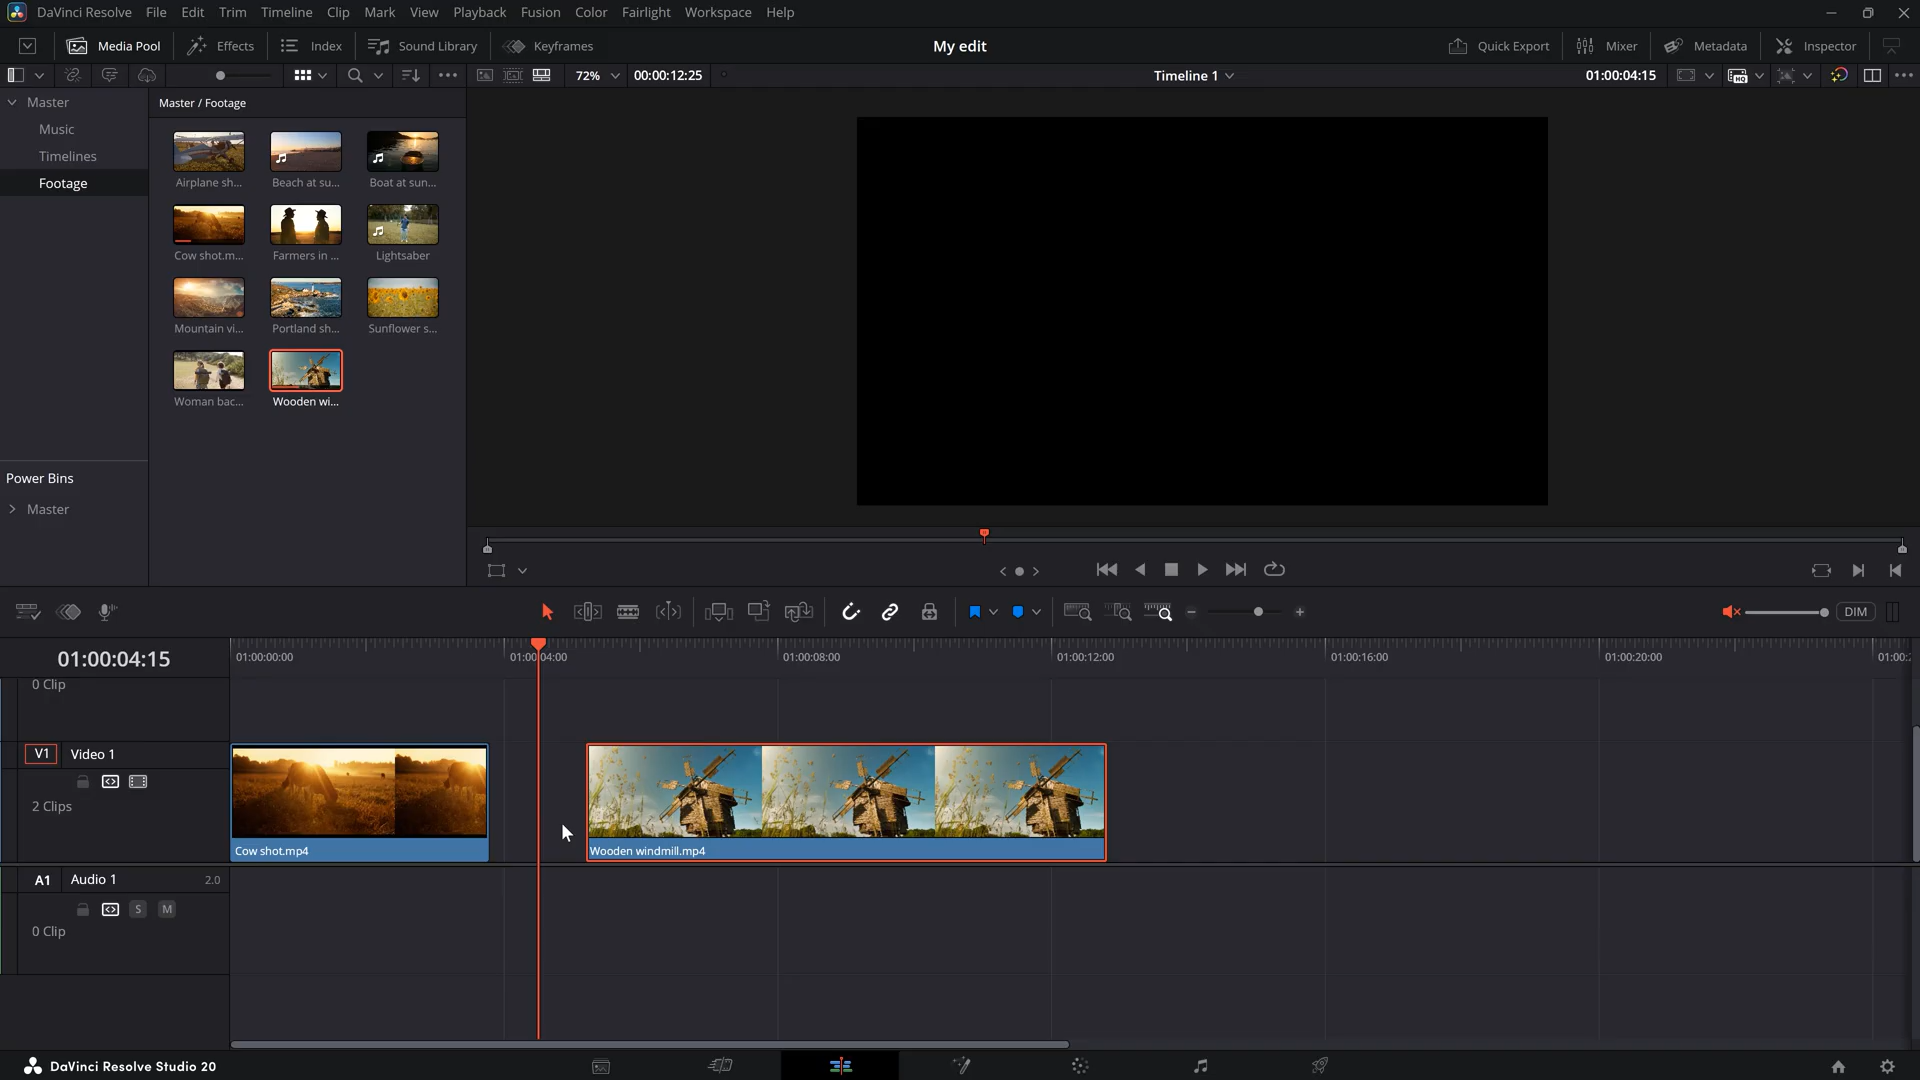 DaVinci Resolve File Edit Trim Timeline Clip Mark View Playback Fusion Color Fairlight Workspace Help
Media Pool Effects Index Sound Library Keyframes My edit Quick Export Mixer Metadata Inspector
72% 00:00:12:25 Timeline 1 01:00:04:15
Master
Music
Timelines
Footage
Power Bins
Master
Master / Footage
Airplane sh... Beach at su... Boat at sun...
Cow shot.m... Farmers in ... Lightsaber
Mountain vi... Portland sh... Sunflower s...
Woman bac... Wooden wi...
DIM
01:00:04:15
01:00:00:00 01:00:04:00 01:00:08:00 01:00:12:00 01:00:16:00 01:00:20:00
0 Clip
V1 Video 1
2 Clips
Cow shot.mp4 Wooden windmill.mp4
A1 Audio 1 2.0
S M
0 Clip
DaVinci Resolve Studio 20